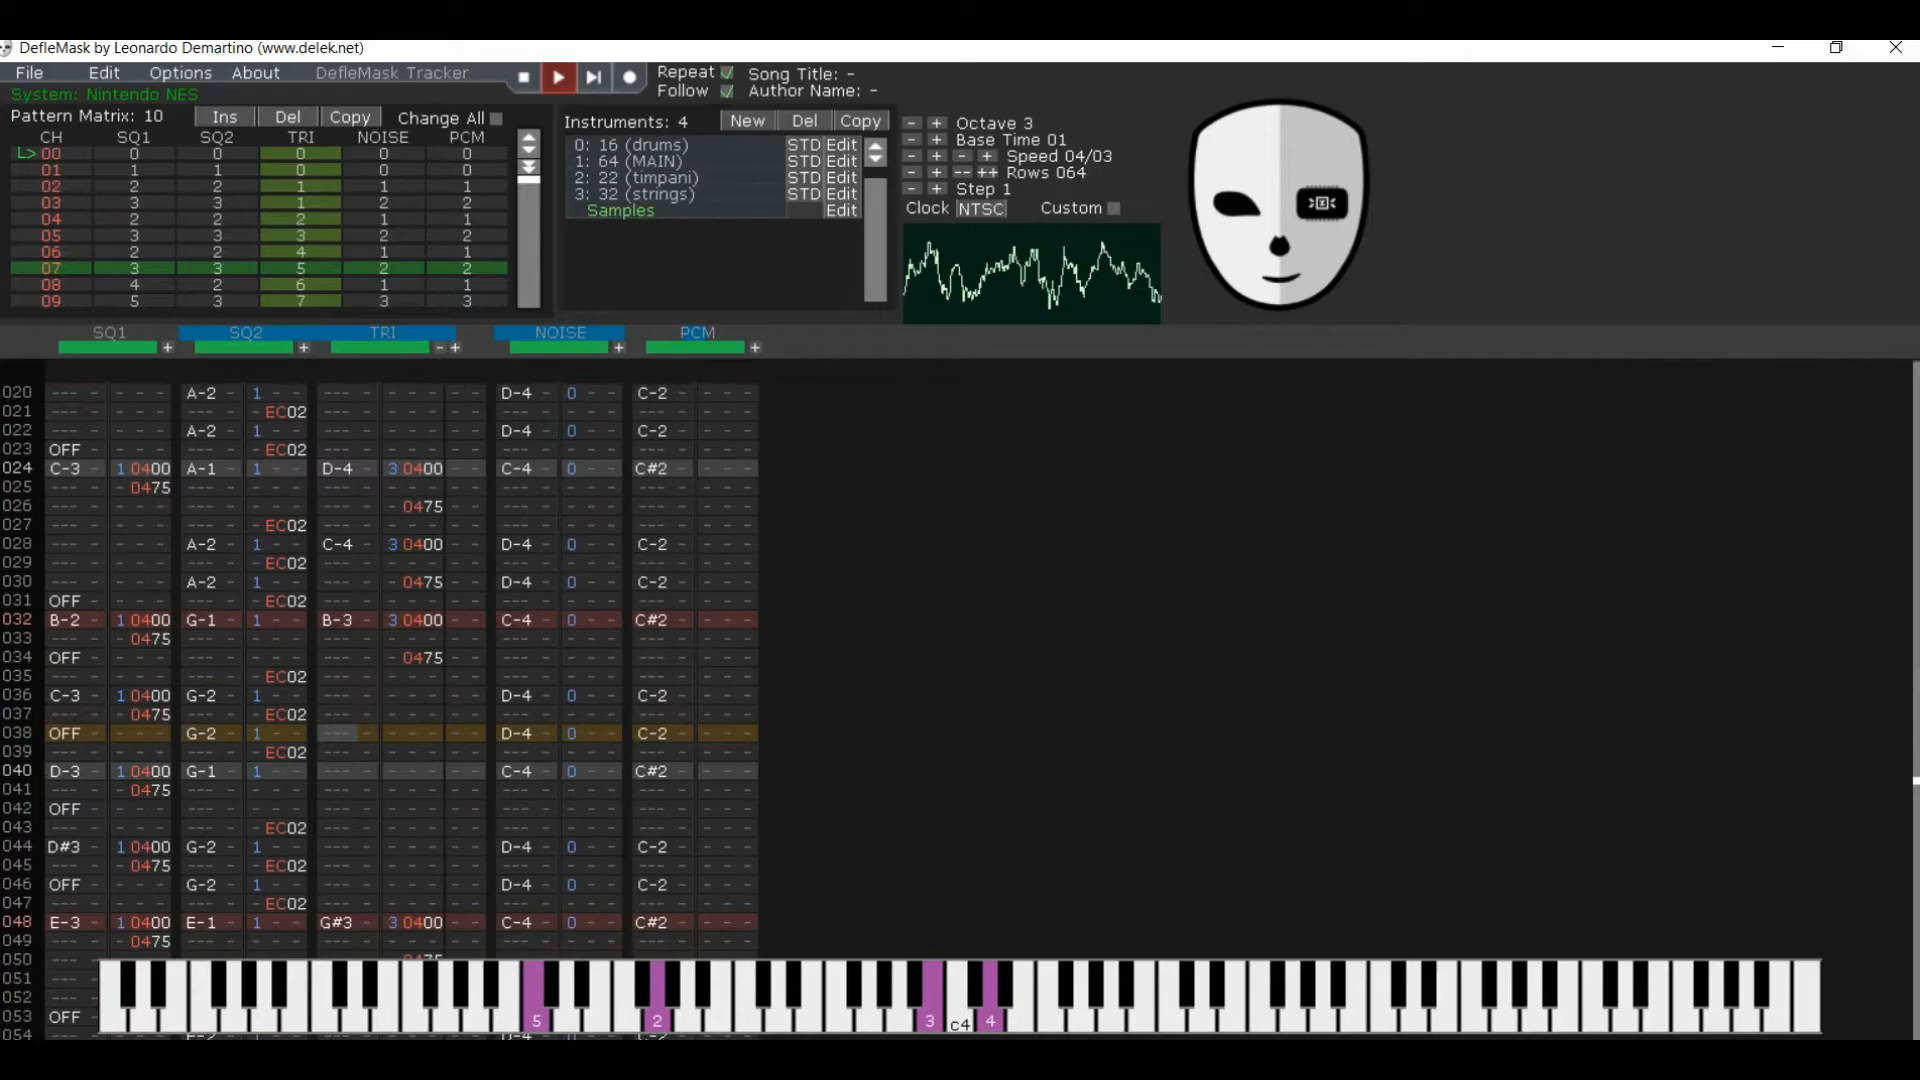 DefleMask by Leonardo Demartino (www.delek.net)
File Edit Options About DefleMask Tracker
System: Nintendo NES
Repeat Song Title: -
Follow Author Name: -
Pattern Matrix: 10 Ins Del Copy Change All
CH SQ1 SQ2 TRI NOISE PCM
L> 00 0 0 0 0 0
01 1 1 0 0 0
02 2 2 1 1 1
03 3 3 1 2 2
04 2 2 2 1 1
05 3 3 3 2 2
06 2 2 4 1 1
07 3 3 5 2 2
08 4 2 6 1 1
09 5 3 7 3 3
Instruments: 4 New Del Copy
0: 16 (drums) STD Edit
1: 64 (MAIN) STD Edit
2: 22 (timpani) STD Edit
3: 32 (strings) STD Edit
Samples Edit
- + Octave 3
- + Base Time 01
- + - + Speed 04/03
- + -- ++ Rows 064
- + Step 1
Clock NTSC Custom
SQ1 SQ2 TRI NOISE PCM
+ + - + + +
020 --- - - - - A-2 - 1 - - --- - - - - - - D-4 - 0 - - C-2 - - - -
021 --- - - - - --- - - EC02 --- - - - - - - --- - - - - --- - - - -
022 --- - - - - A-2 - 1 - - --- - - - - - - D-4 - 0 - - C-2 - - - -
023 OFF - - - - --- - - EC02 --- - - - - - - --- - - - - --- - - - -
024 C-3 - 1 0400 A-1 - 1 - - D-4 - 3 0400 - - C-4 - 0 - - C#2 - - - -
025 --- - - 0475 --- - - - - --- - - - - - - --- - - - - --- - - - -
026 --- - - - - --- - - - - --- - - 0475 - - --- - - - - --- - - - -
027 --- - - - - --- - - EC02 --- - - - - - - --- - - - - --- - - - -
028 --- - - - - A-2 - 1 - - C-4 - 3 0400 - - D-4 - 0 - - C-2 - - - -
029 --- - - - - --- - - EC02 --- - - - - - - --- - - - - --- - - - -
030 --- - - - - A-2 - 1 - - --- - - 0475 - - D-4 - 0 - - C-2 - - - -
031 OFF - - - - --- - - EC02 --- - - - - - - --- - - - - --- - - - -
032 B-2 - 1 0400 G-1 - 1 - - B-3 - 3 0400 - - C-4 - 0 - - C#2 - - - -
033 --- - - 0475 --- - - - - --- - - - - - - --- - - - - --- - - - -
034 OFF - - - - --- - - - - --- - - 0475 - - --- - - - - --- - - - -
035 --- - - - - --- - - EC02 --- - - - - - - --- - - - - --- - - - -
036 C-3 - 1 0400 G-2 - 1 - - --- - - - - - - D-4 - 0 - - C-2 - - - -
037 --- - - 0475 --- - - EC02 --- - - - - - - --- - - - - --- - - - -
038 OFF - - - - G-2 - 1 - - --- - - - - - - D-4 - 0 - - C-2 - - - -
039 --- - - - - --- - - EC02 --- - - - - - - --- - - - - --- - - - -
040 D-3 - 1 0400 G-1 - 1 - - --- - - - - - - C-4 - 0 - - C#2 - - - -
041 --- - - 0475 --- - - - - --- - - - - - - --- - - - - --- - - - -
042 OFF - - - - --- - - - - --- - - - - - - --- - - - - --- - - - -
043 --- - - - - --- - - EC02 --- - - - - - - --- - - - - --- - - - -
044 D#3 - 1 0400 G-2 - 1 - - --- - - - - - - D-4 - 0 - - C-2 - - - -
045 --- - - 0475 --- - - EC02 --- - - - - - - --- - - - - --- - - - -
046 OFF - - - - G-2 - 1 - - --- - - - - - - D-4 - 0 - - C-2 - - - -
047 --- - - - - --- - - EC02 --- - - - - - - --- - - - - --- - - - -
048 E-3 - 1 0400 E-1 - 1 - - G#3 - 3 0400 - - C-4 - 0 - - C#2 - - - -
049 --- - - 0475 --- - - - - --- - - - - - - --- - - - - --- - - - -
050 ---
051 ---
052 ---
053 OFF
054
5 2 3 c4 4